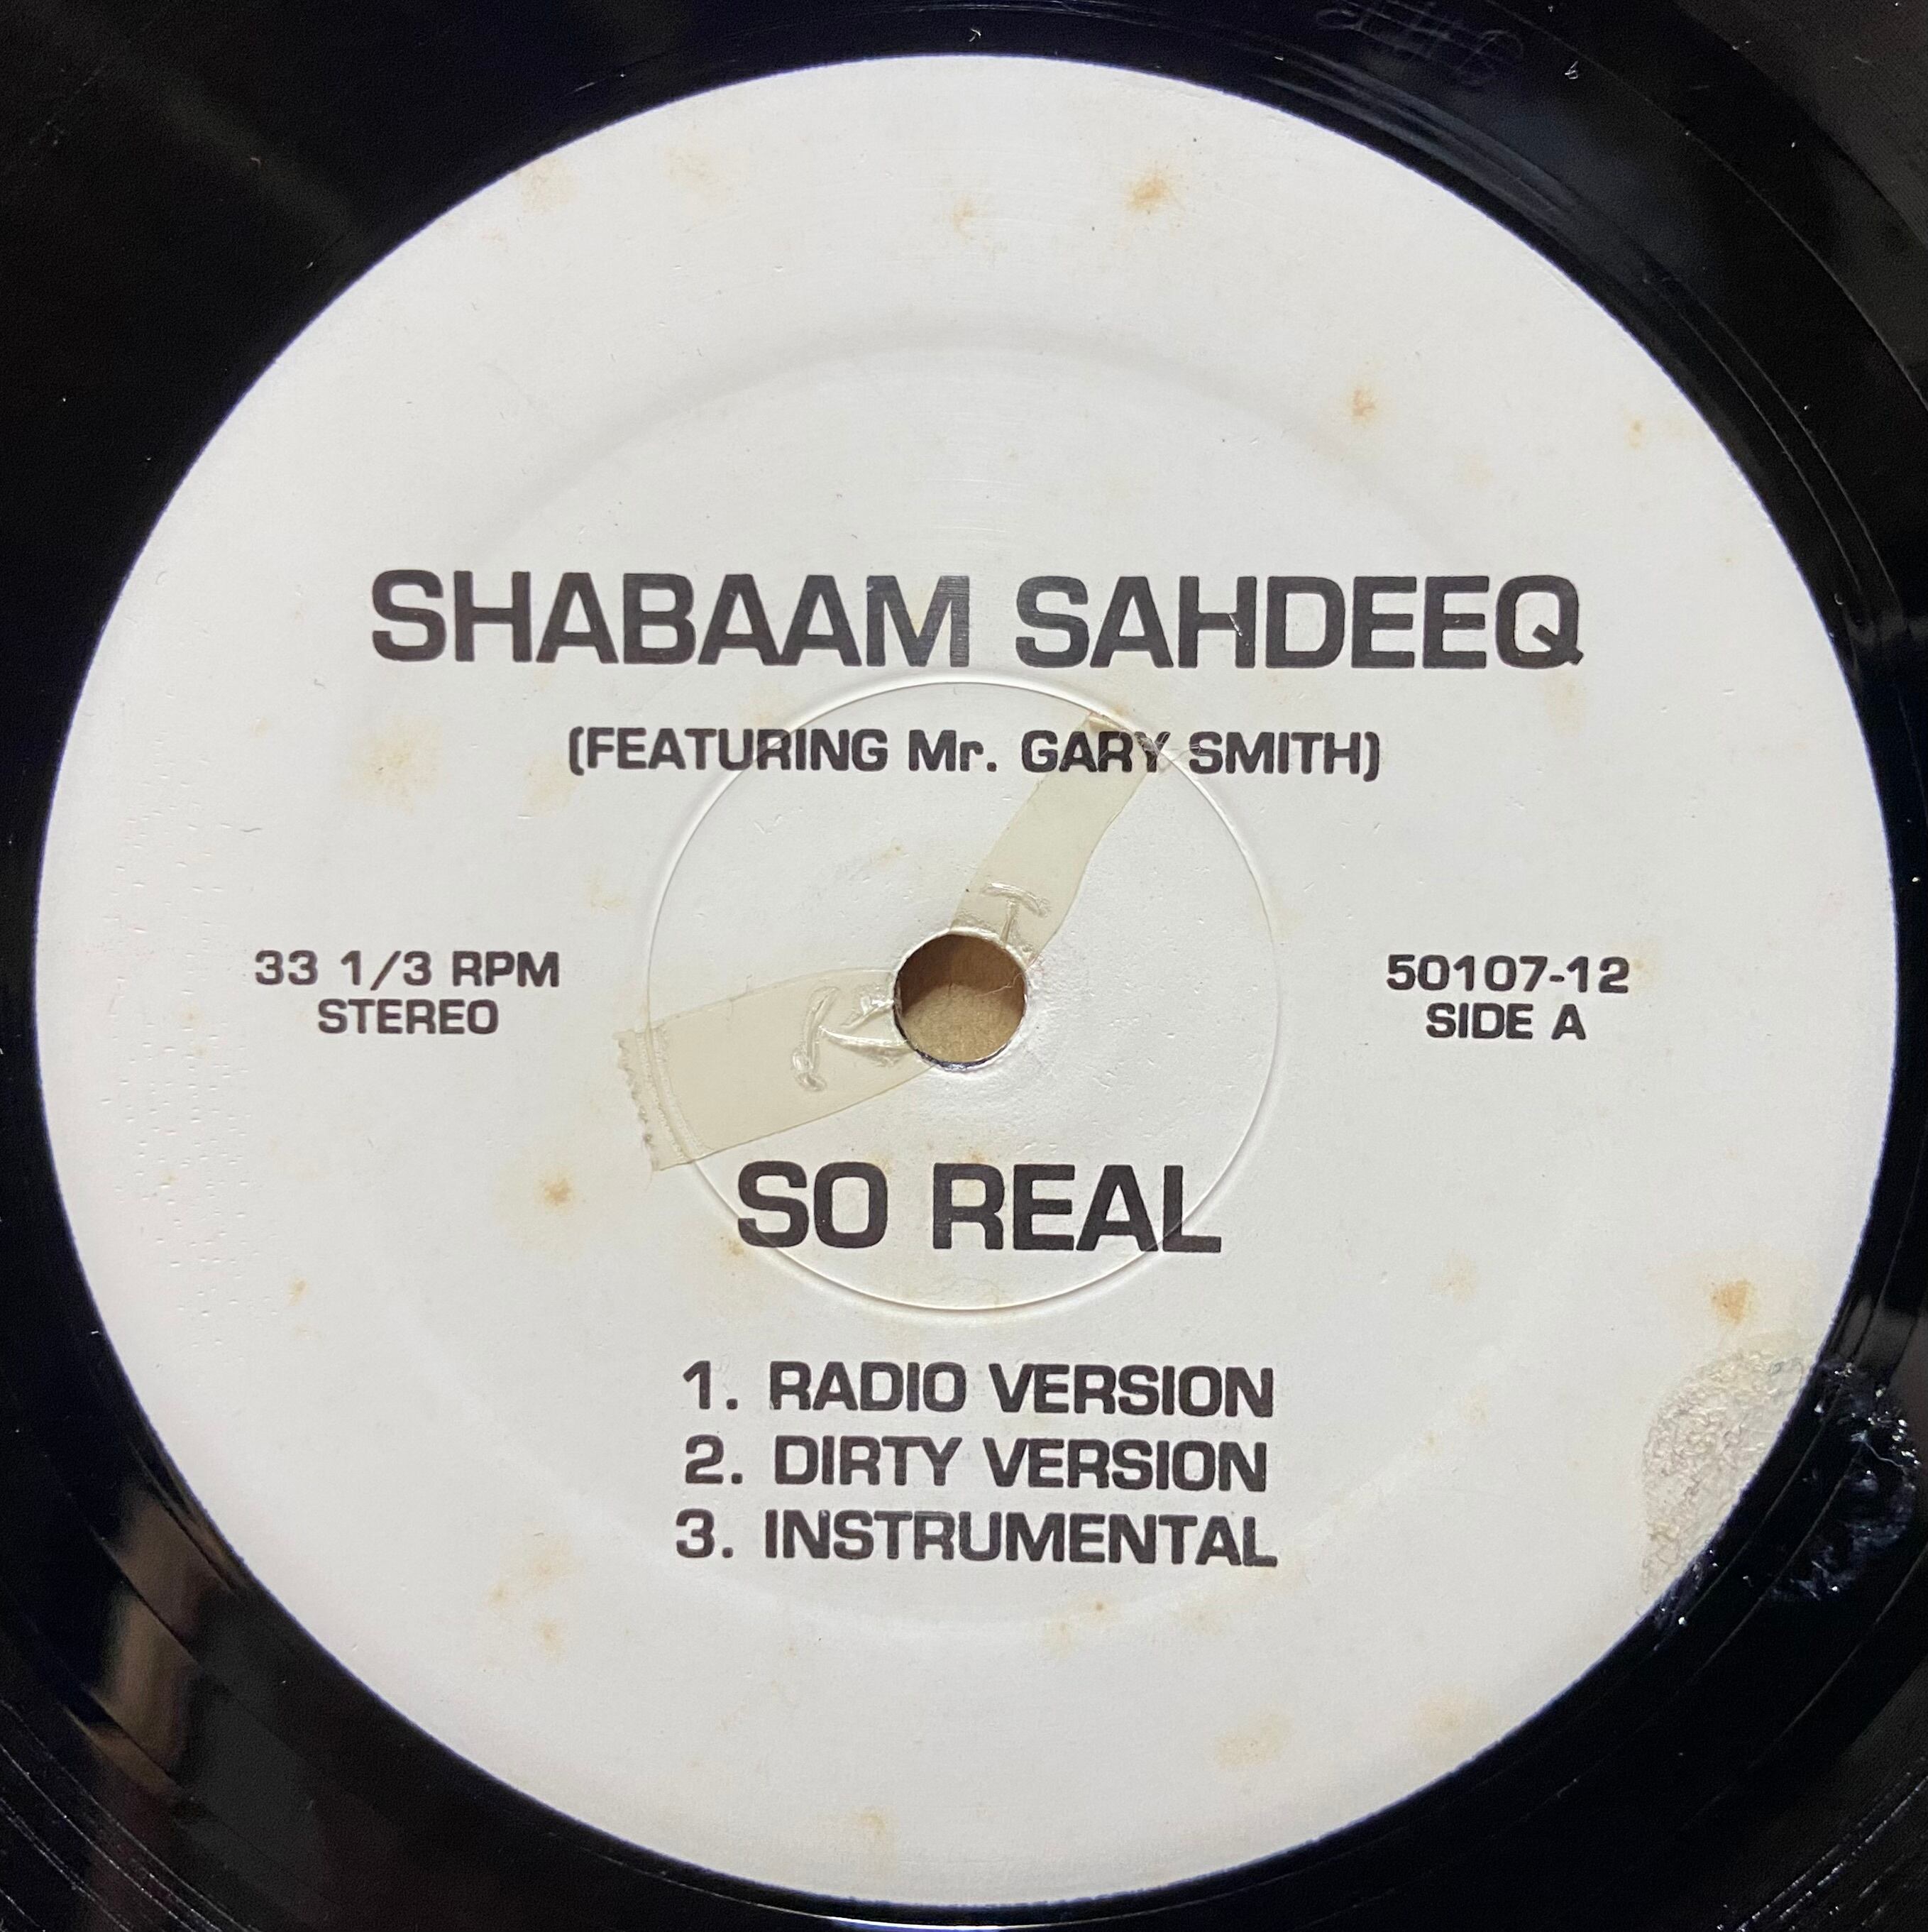 SHABAAM SAHDEEQ
(FEATURING Mr. GARY SMITH)
33 1/3 RPM
STEREO
50107-12
SIDE A
SO REAL
1. RADIO VERSION
2. DIRTY VERSION
3. INSTRUMENTAL